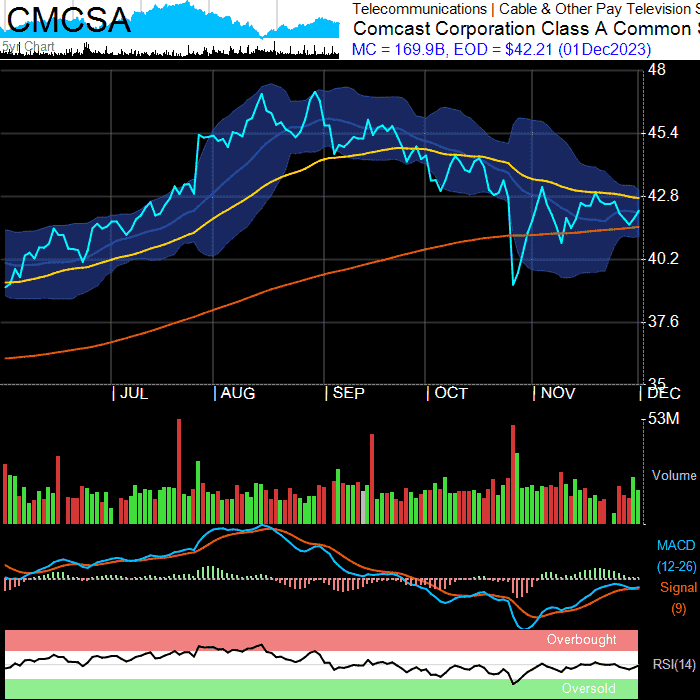 CMCSA
5yr Chart
Telecommunications | Cable & Other Pay Television S
Comcast Corporation Class A Common S
MC = 169.9B, EOD = $42.21 (01Dec2023)
48
45.4
42.8
40.2
37.6
35
| JUL | AUG | SEP | OCT | NOV | DEC
53M
Volume
MACD
(12-26)
Signal
(9)
Overbought
RSI(14)
Oversold